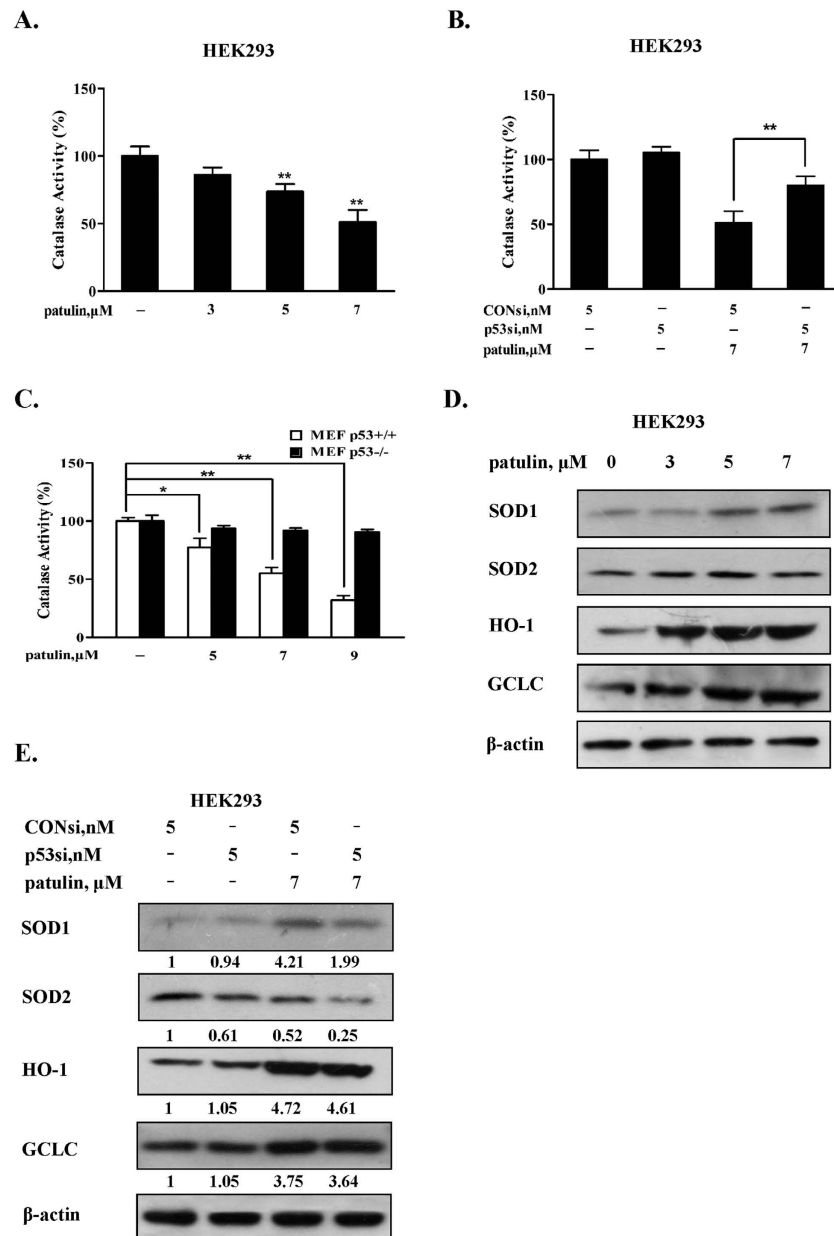 A.
HEK293
Catalase Activity (%)
150
100
50
0
**
**
patulin,µM – 3 5 7
B.
HEK293
Catalase Activity (%)
150
100
50
0
**
CONsi,nM 5 – 5 –
p53si,nM – 5 – 5
patulin,µM – – 7 7
C.
MEF p53+/+
MEF p53-/-
Catalase Activity (%)
150
100
50
0
**
**
*
patulin,µM – 5 7 9
D.
HEK293
patulin, µM 0 3 5 7
SOD1
SOD2
HO-1
GCLC
β-actin
E.
HEK293
CONsi,nM 5 - 5 -
p53si,nM - 5 - 5
patulin, µM - - 7 7
SOD1
1 0.94 4.21 1.99
SOD2
1 0.61 0.52 0.25
HO-1
1 1.05 4.72 4.61
GCLC
1 1.05 3.75 3.64
β-actin